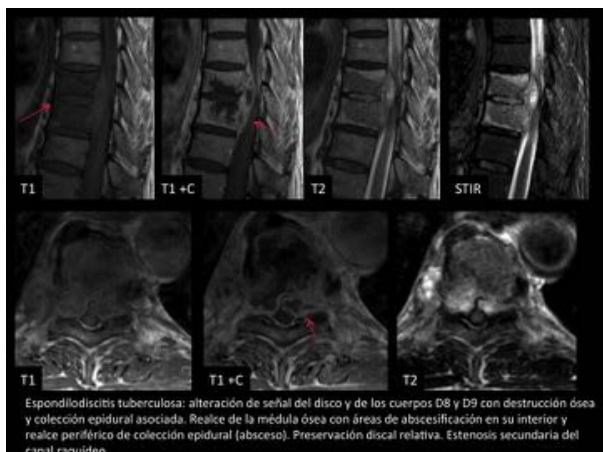 T1
T1 +C
T2
STIR
T1
T1 +C
T2
Espondilodiscitis tuberculosa: alteración de señal del disco y de los cuerpos D8 y D9 con destrucción ósea
y colección epidural asociada. Realce de la médula ósea con áreas de abscesificación en su interior y
realce periférico de colección epidural (absceso). Preservación discal relativa. Estenosis secundaria del
canal raquídeo